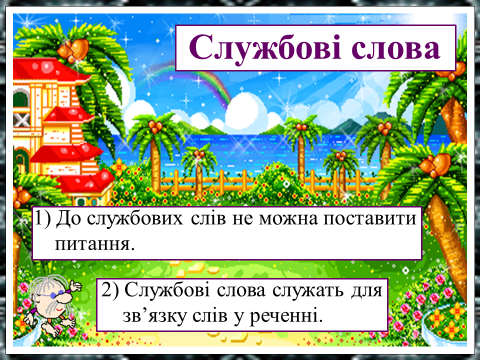 Службові слова
1) До службових слів не можна поставити
питання.
2) Службові слова служать для
зв’язку слів у реченні.